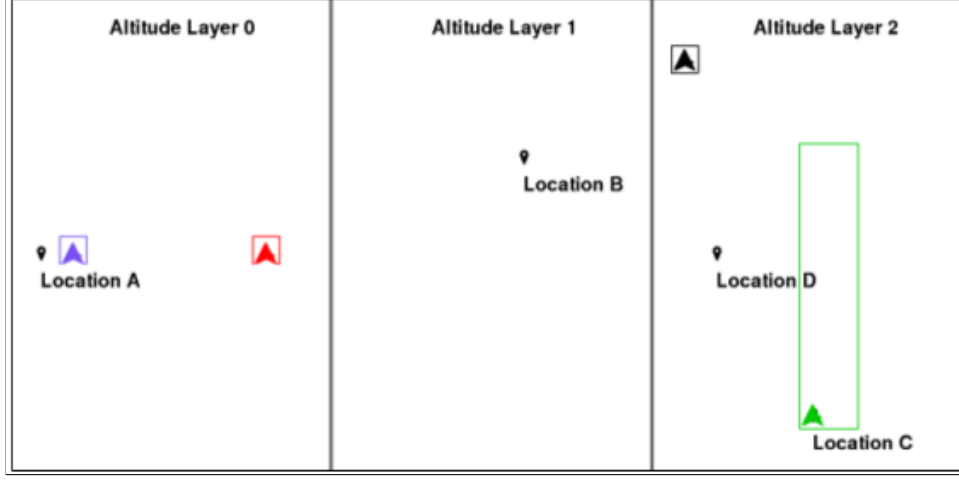 Altitude Layer 0
Altitude Layer 1
Altitude Layer 2
Location B
Location A
Location D
Location C